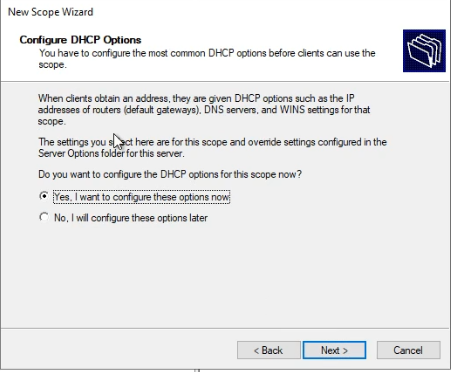 New Scope Wizard
Configure DHCP Options
You have to configure the most common DHCP options before clients can use the
scope.
When clients obtain an address, they are given DHCP options such as the IP
addresses of routers (default gateways), DNS servers, and WINS settings for that
scope.
The settings you select here are for this scope and override settings configured in the
Server Options folder for this server.
Do you want to configure the DHCP options for this scope now?
Yes, I want to configure these options now
No, I will configure these options later
< Back Next > Cancel